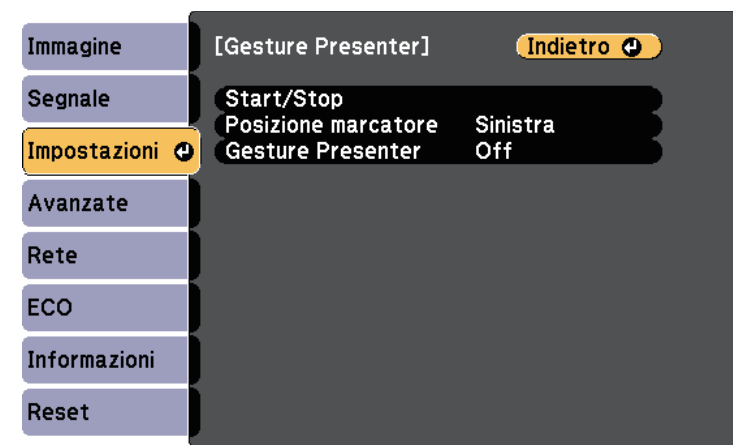 Immagine
Segnale
Impostazioni
Avanzate
Rete
ECO
Informazioni
Reset
[Gesture Presenter] Indietro
Start/Stop
Posizione marcatore Sinistra
Gesture Presenter Off